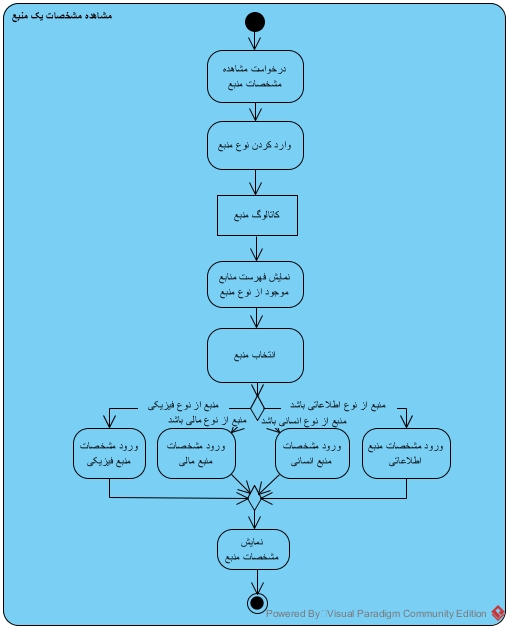 مشاهده مشخصات یک منبع
درخواست مشاهده
مشخصات منبع
وارد کردن نوع منبع
کاتالوگ منبع
نمایش فهرست منابع
موجود از نوع منبع
انتخاب منبع
منبع از نوع اطلاعاتی باشد
منبع از نوع فیزیکی
منبع از نوع انسانی باشد
منبع از نوع مالی باشد
ورود مشخصات منبع
اطلاعاتی
ورود مشخصات
منبع انسانی
ورود مشخصات
منبع مالی
ورود مشخصات
منبع فیزیکی
نمایش
مشخصات منبع
Powered By Visual Paradigm Community Edition